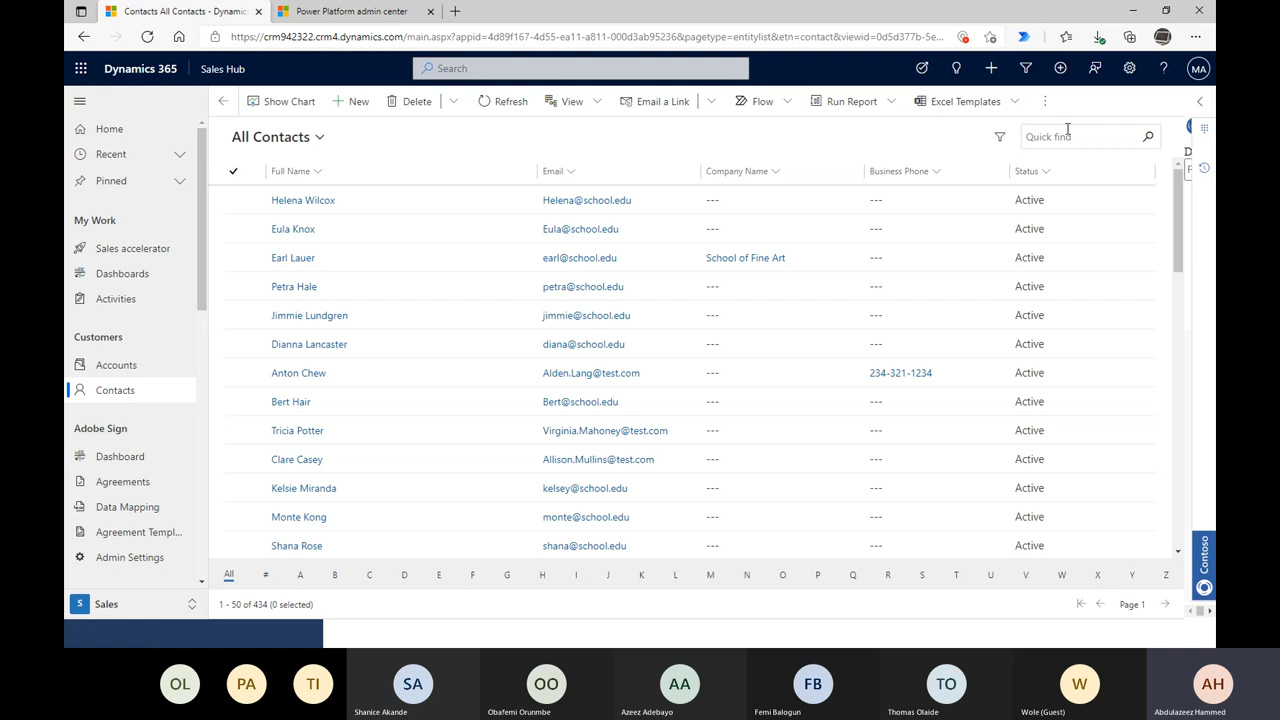 Contacts All Contacts - Dynamic
Power Platform admin center
https://crm942322.crm4.dynamics.com/main.aspx?appid=4d89f167-4d55-ea11-a811-000d3ab95236&pagetype=entitylist&etn=contact&viewid=0d5d377b-5e...
Dynamics 365
Sales Hub
Search
MA
Show Chart
New
Delete
Refresh
View
Email a Link
Flow
Run Report
Excel Templates
Home
Recent
Pinned
My Work
Sales accelerator
Dashboards
Activities
Customers
Accounts
Contacts
Adobe Sign
Dashboard
Agreements
Data Mapping
Agreement Templ...
Admin Settings
S Sales
All Contacts
Quick find
Full Name Email Company Name Business Phone Status
Helena Wilcox Helena@school.edu --- --- Active
Eula Knox Eula@school.edu --- --- Active
Earl Lauer earl@school.edu School of Fine Art --- Active
Petra Hale petra@school.edu --- --- Active
Jimmie Lundgren jimmie@school.edu --- --- Active
Dianna Lancaster diana@school.edu --- --- Active
Anton Chew Alden.Lang@test.com --- 234-321-1234 Active
Bert Hair Bert@school.edu --- --- Active
Tricia Potter Virginia.Mahoney@test.com --- --- Active
Clare Casey Allison.Mullins@test.com --- --- Active
Kelsie Miranda kelsey@school.edu --- --- Active
Monte Kong monte@school.edu --- --- Active
Shana Rose shana@school.edu --- --- Active
All # A B C D E F G H I J K L M N O P Q R S T U V W X Y Z
1 - 50 of 434 (0 selected)
Page 1
D
F
Contoso
OL PA TI SA OO AA FB TO W AH
Shanice Akande Obafemi Orunmbe Azeez Adebayo Femi Balogun Thomas Olaide Wole (Guest) Abdulazeez Hammed